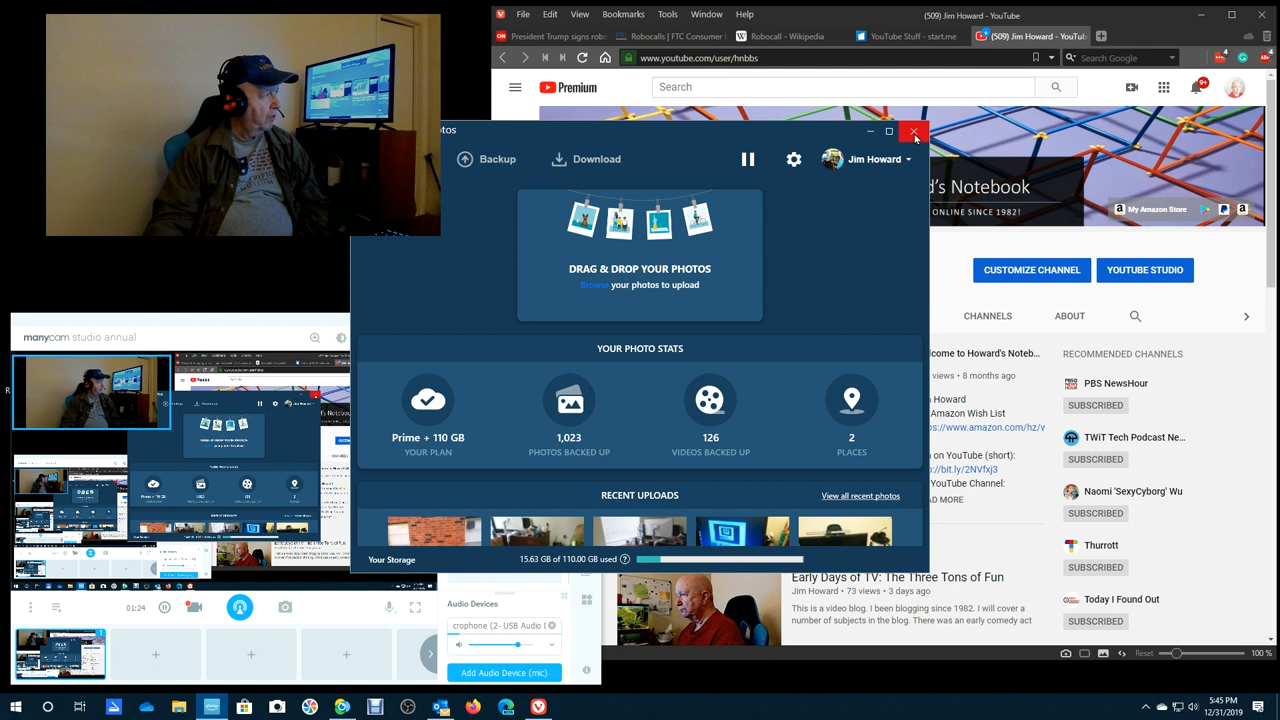 File Edit View Bookmarks Tools Window Help
(509) Jim Howard - YouTube
President Trump signs rob
Robocalls | FTC Consumer
Robocall - Wikipedia
YouTube Stuff - start.me
(509) Jim Howard - YouTu
www.youtube.com/user/hnbbs
Search Google
Premium
Search
9+
d's Notebook
ONLINE SINCE 1982!
My Amazon Store
CUSTOMIZE CHANNEL
YOUTUBE STUDIO
CHANNELS
ABOUT
otos
Backup
Download
Jim Howard
DRAG & DROP YOUR PHOTOS
Browse your photos to upload
YOUR PHOTO STATS
Prime + 110 GB
YOUR PLAN
1,023
PHOTOS BACKED UP
126
VIDEOS BACKED UP
2
PLACES
RECENT UPLOADS
View all recent photos
Your Storage
15.63 GB of 110.00 GB used
lcome to Howard's Noteb...
views • 8 months ago
Howard
Amazon Wish List
ps://www.amazon.com/hz/w
on YouTube (short):
//bit.ly/2NVfxj3
YouTube Channel:
AD MORE
RECOMMENDED CHANNELS
PBS NewsHour
SUBSCRIBED
TWiT Tech Podcast Ne...
SUBSCRIBED
Naomi 'SexyCyborg' Wu
SUBSCRIBED
Thurrott
SUBSCRIBED
Today I Found Out
SUBSCRIBED
Early Days of TV: The Three Tons of Fun
Jim Howard • 73 views • 3 days ago
This is a video blog. I been blogging since 1982. I will cover a
number of subjects in the blog. There was an early comedy act
Reset
100 %
manycam studio annual
R
01:24
Audio Devices
crophone (2- USB Audio D
Add Audio Device (mic)
5:45 PM
12/31/2019